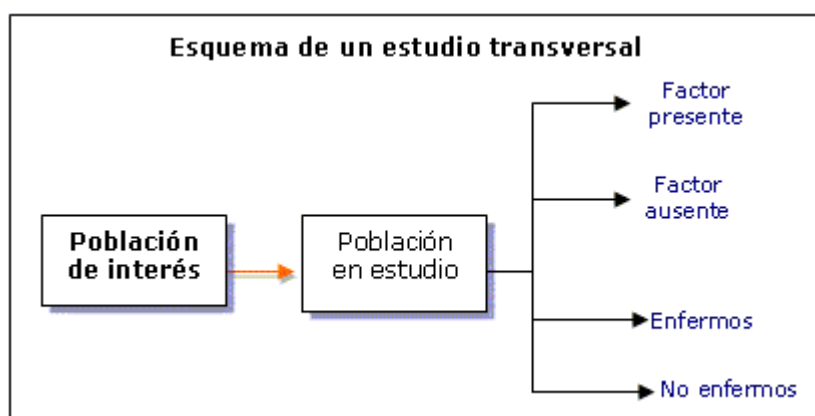 Esquema de un estudio transversal
Factor
presente
Factor
ausente
Población
de interés
Población
en estudio
Enfermos
No enfermos